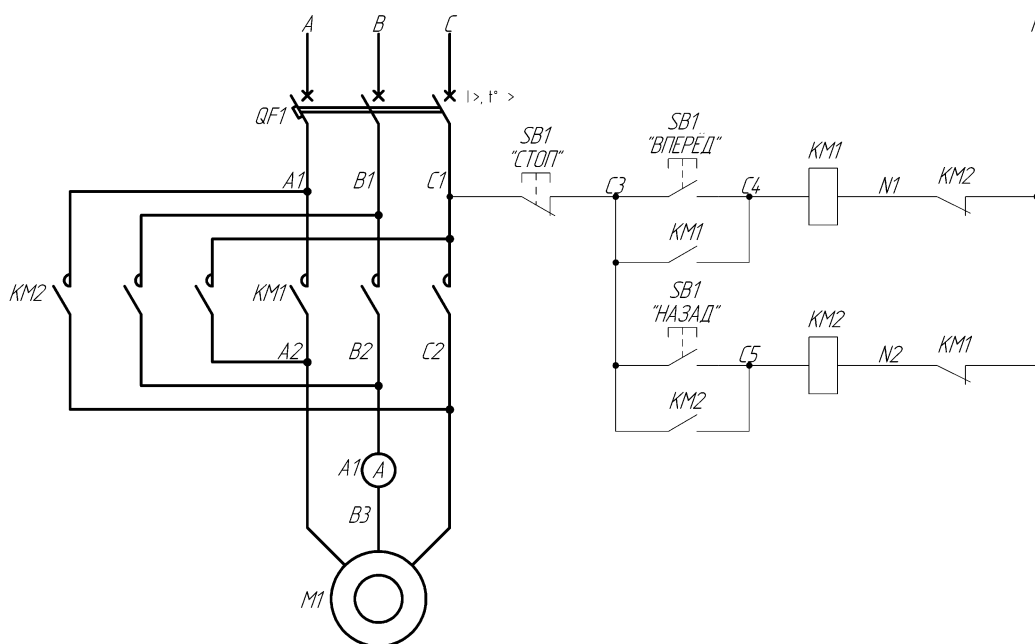 A B C
QF1
I>, t° >
SB1
"СТОП"
SB1
"ВПЕРЁД"
KM1
A1
B1
C1
C3
C4
N1
KM2
KM1
KM2
KM1
SB1
"НАЗАД"
KM2
A2
B2
C2
C5
N2
KM1
KM2
A1
A
B3
M1